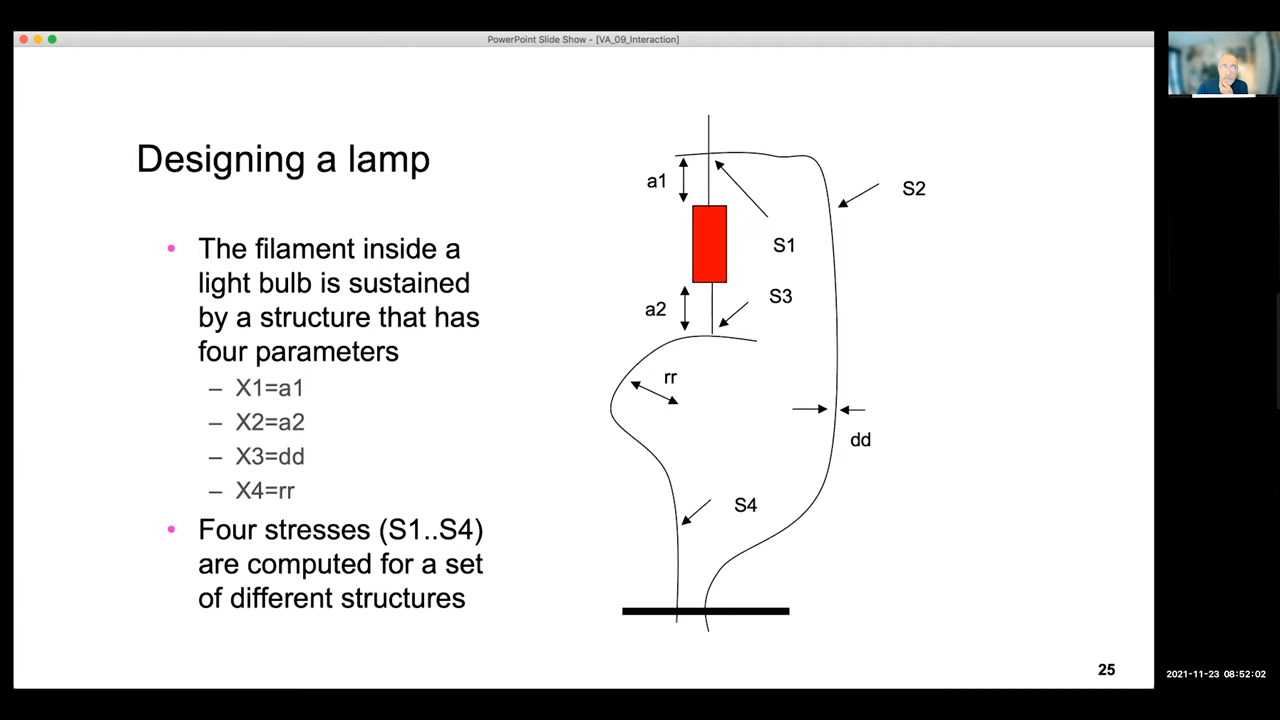 PowerPoint Slide Show - [VA_09_Interaction]
Designing a lamp
• The filament inside a
light bulb is sustained
by a structure that has
four parameters
– X1=a1
– X2=a2
– X3=dd
– X4=rr
• Four stresses (S1..S4)
are computed for a set
of different structures
a1
S2
S1
S3
a2
rr
dd
S4
25
2021-11-23 08:52:02